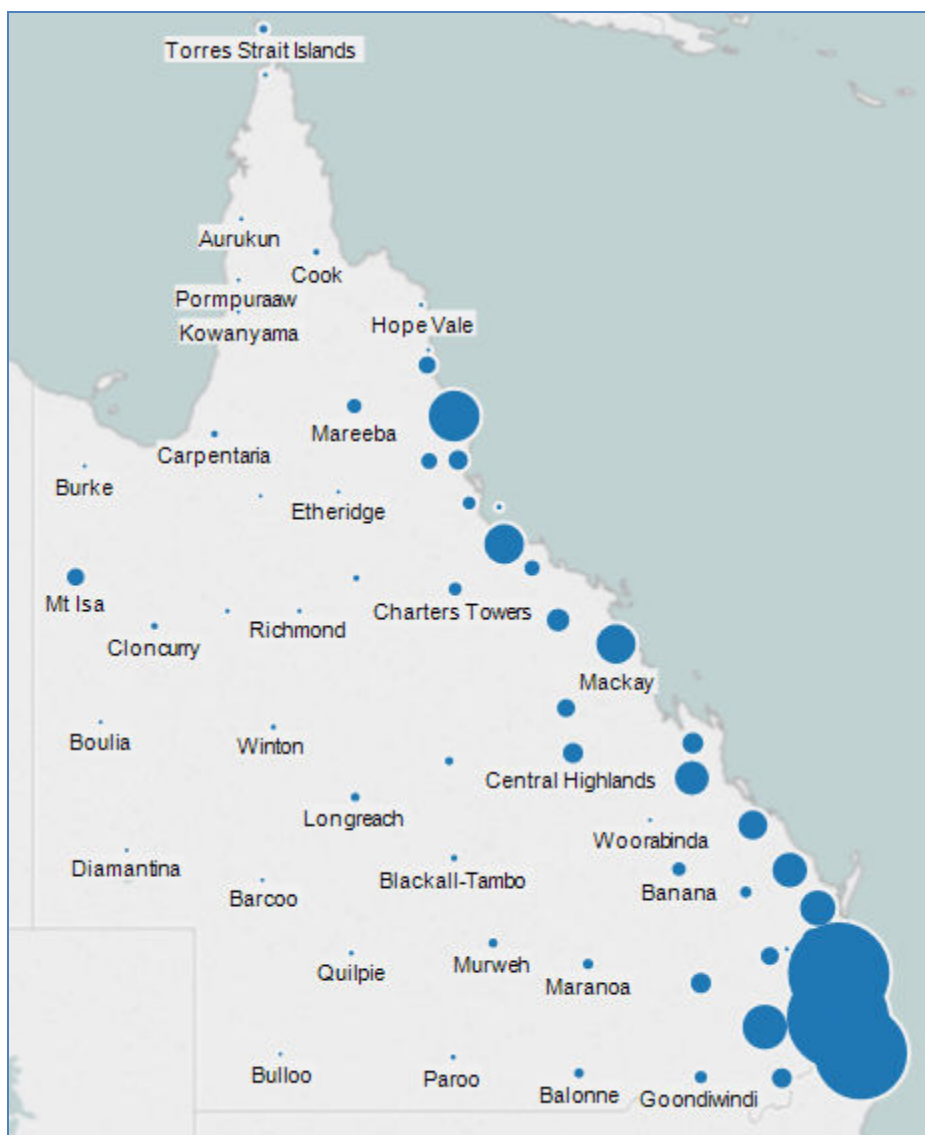 Torres Strait Islands
Aurukun
Cook
Pormpuraaw
Hope Vale
Kowanyama
Mareeba
Carpentaria
Burke
Etheridge
Mt Isa
Charters Towers
Richmond
Cloncurry
Mackay
Boulia
Winton
Central Highlands
Longreach
Woorabinda
Diamantina
Blackall-Tambo
Banana
Barcoo
Murweh
Quilpie
Maranoa
Bulloo
Paroo
Balonne
Goondiwindi